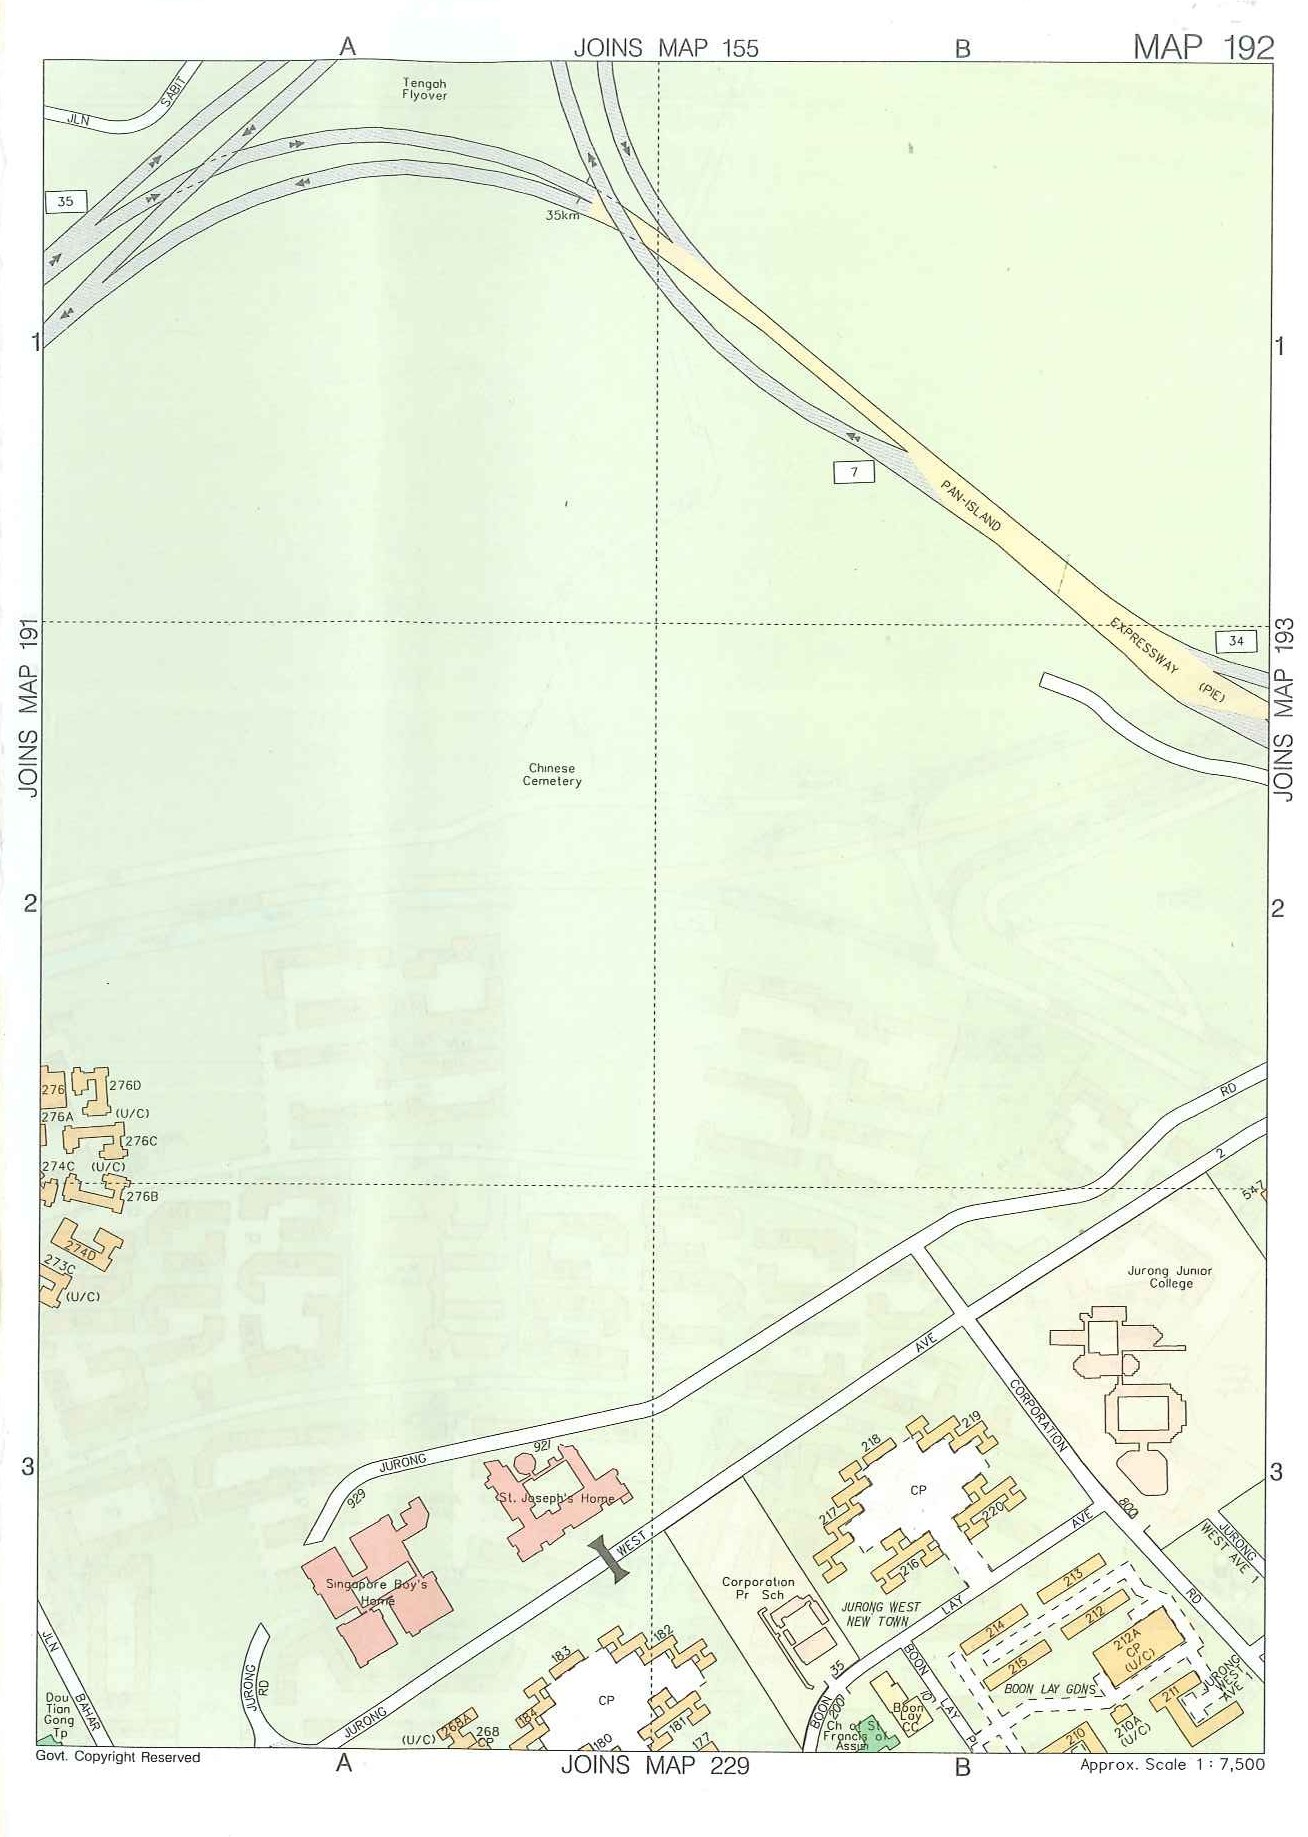 A
JOINS MAP 155
B
MAP 192
Tengah
Flyover
JLN
SABIT
35
35km
1
1
7
PAN-ISLAND
EXPRESSWAY
(PIE)
34
JOINS MAP 191
JOINS MAP 193
Chinese
Cemetery
2
2
276
276D
276A
(U/C)
276C
274C
(U/C)
276B
274D
273C
(U/C)
RD
2
547
Jurong Junior
College
AVE
CORPORATION
3
3
JURONG
929
921
St. Joseph's Home
WEST
Singapore Boy's
Home
218
219
CP
217
220
216
800
AVE
JURONG
WEST AVE 1
Corporation
Pr Sch
JURONG WEST
NEW TOWN
LAY
213
RD
212
214
212A
CP
(U/C)
215
BOON LAY GDNS
211
JURONG
WEST
AVE 1
JLN
BAHAR
Dou
Tian
Gong
Tp
JURONG
RD
JURONG
183
182
CP
184
268A
(U/C)
268
CP
180
181
177
35
BOON
200
Boon
Lay
CC
Ch of St
Francis of
Assisi
BOON
LAY
PL
101
210
210A
(U/C)
Govt. Copyright Reserved
A
JOINS MAP 229
B
Approx. Scale 1 : 7,500